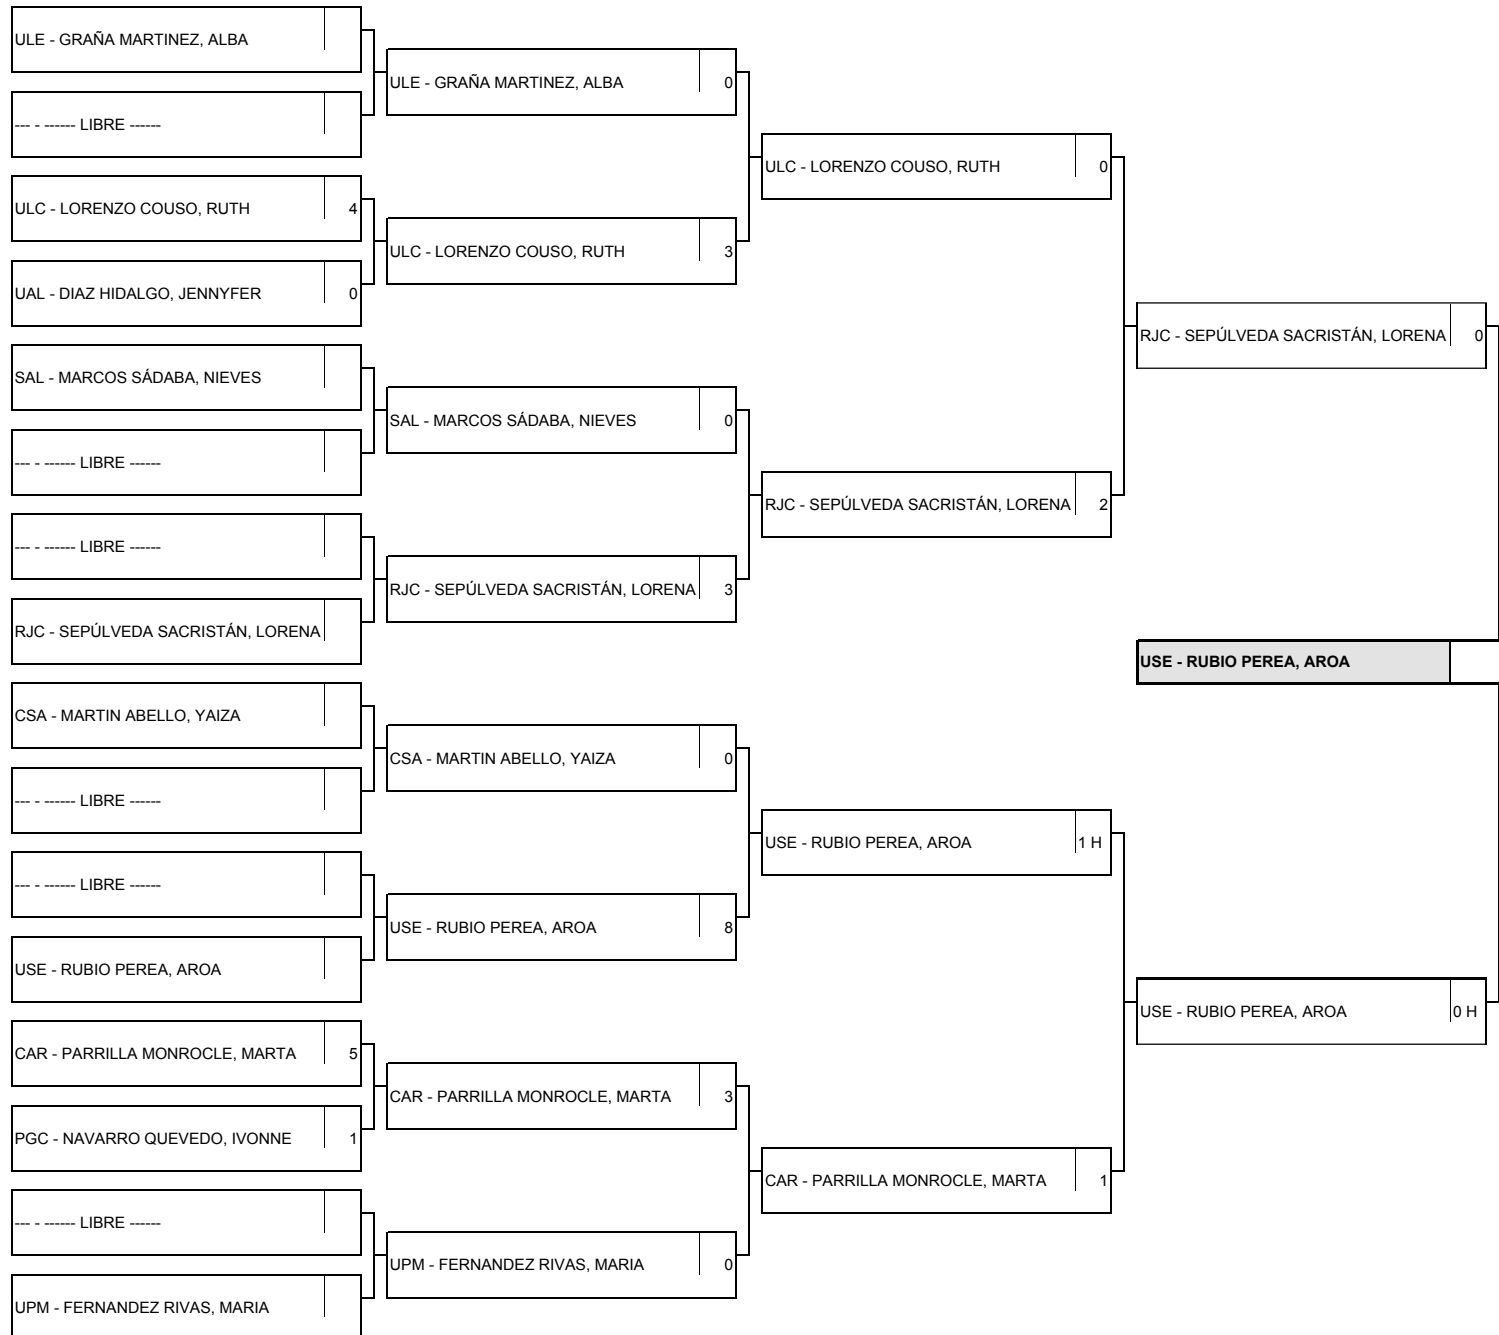 ULE - GRAÑA MARTINEZ, ALBA
--- - ------ LIBRE ------
ULC - LORENZO COUSO, RUTH 4
UAL - DIAZ HIDALGO, JENNYFER 0
SAL - MARCOS SÁDABA, NIEVES
--- - ------ LIBRE ------
--- - ------ LIBRE ------
RJC - SEPÚLVEDA SACRISTÁN, LORENA
CSA - MARTIN ABELLO, YAIZA
--- - ------ LIBRE ------
--- - ------ LIBRE ------
USE - RUBIO PEREA, AROA
CAR - PARRILLA MONROCLE, MARTA 5
PGC - NAVARRO QUEVEDO, IVONNE 1
--- - ------ LIBRE ------
UPM - FERNANDEZ RIVAS, MARIA
ULE - GRAÑA MARTINEZ, ALBA 0
ULC - LORENZO COUSO, RUTH 3
SAL - MARCOS SÁDABA, NIEVES 0
RJC - SEPÚLVEDA SACRISTÁN, LORENA 3
CSA - MARTIN ABELLO, YAIZA 0
USE - RUBIO PEREA, AROA 8
CAR - PARRILLA MONROCLE, MARTA 3
UPM - FERNANDEZ RIVAS, MARIA 0
ULC - LORENZO COUSO, RUTH 0
RJC - SEPÚLVEDA SACRISTÁN, LORENA 2
USE - RUBIO PEREA, AROA 1 H
CAR - PARRILLA MONROCLE, MARTA 1
RJC - SEPÚLVEDA SACRISTÁN, LORENA 0
USE - RUBIO PEREA, AROA
USE - RUBIO PEREA, AROA 0 H